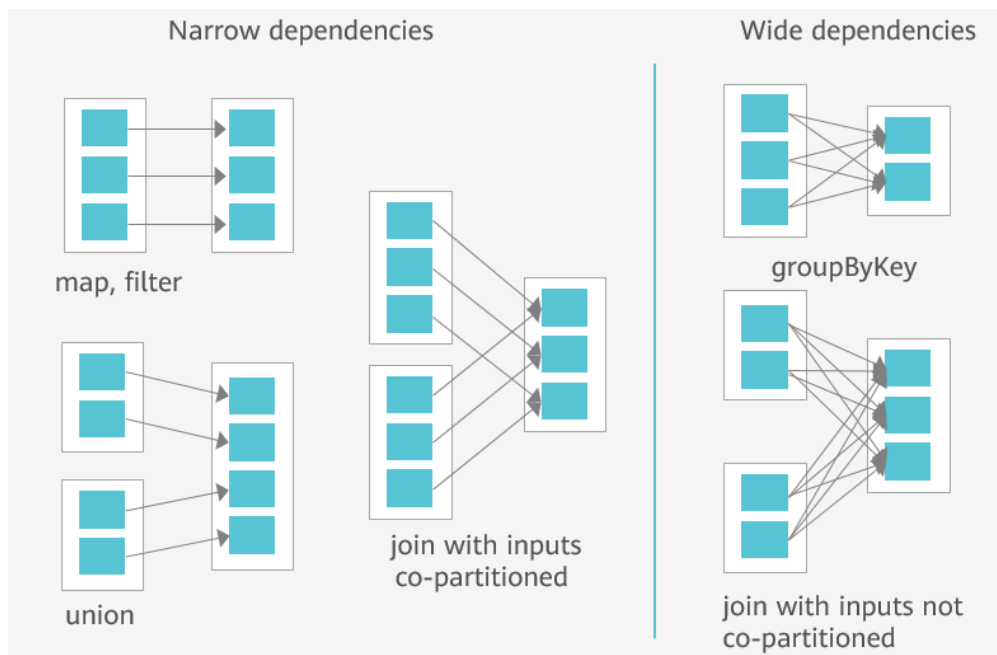 Narrow dependencies
map, filter
union
join with inputs
co-partitioned
Wide dependencies
groupByKey
join with inputs not
co-partitioned